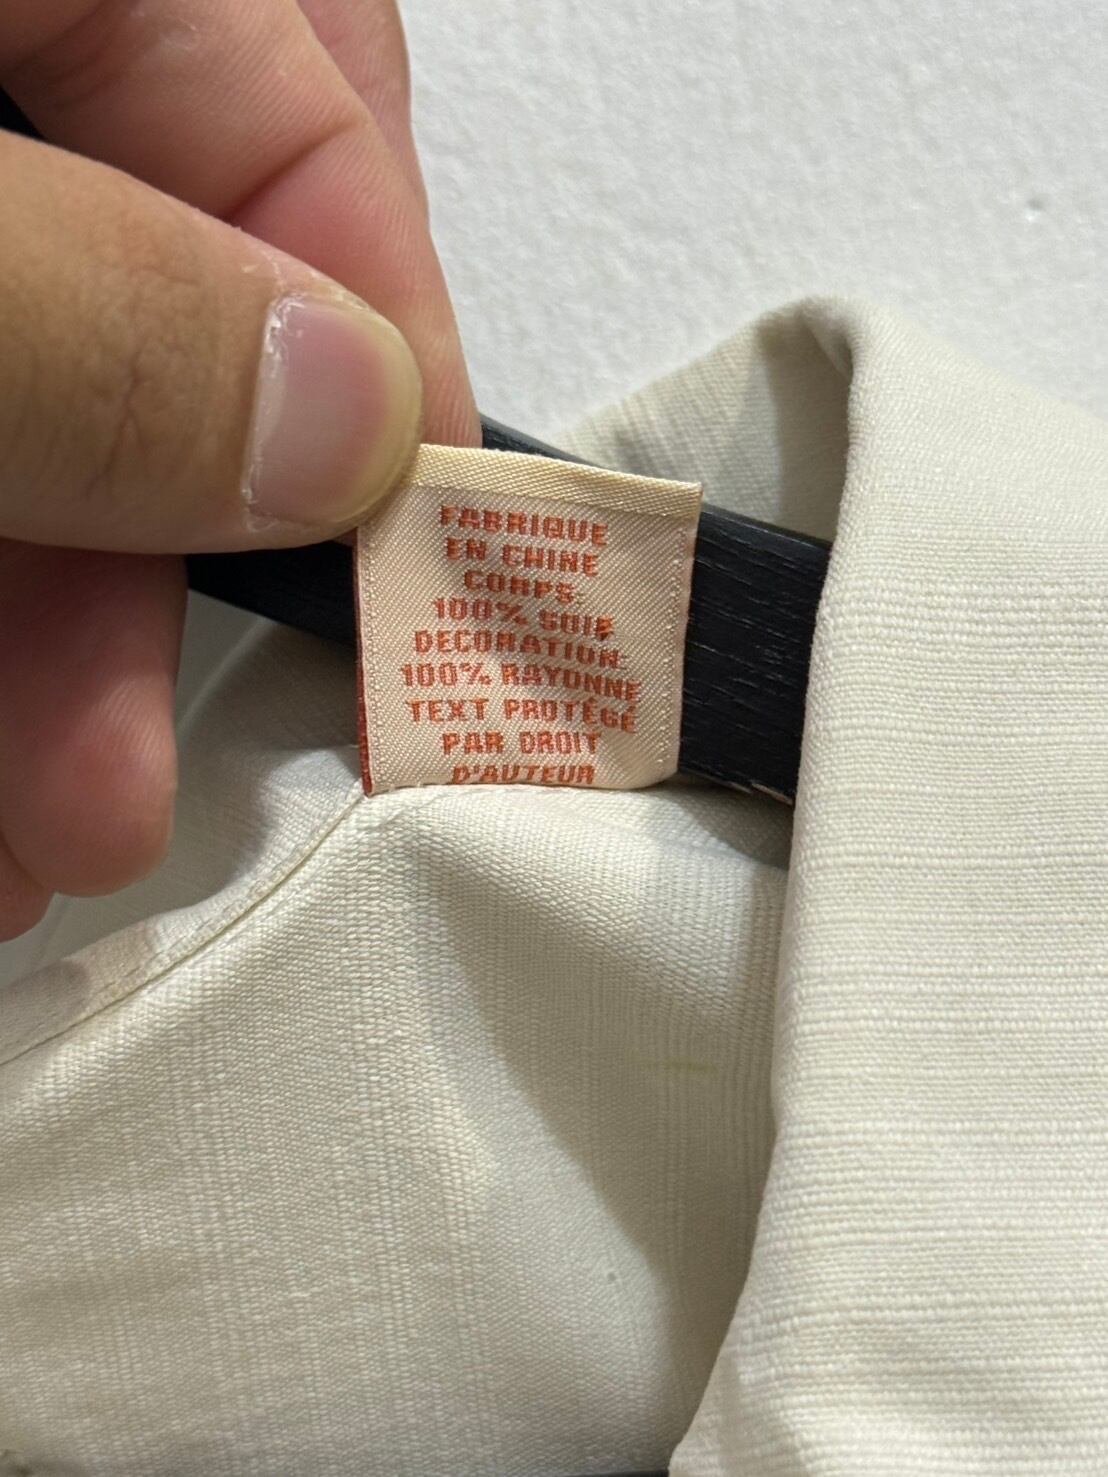 FABRIQUE
EN CHINE
CORPS:
100% SOIE
DECORATION:
100% RAYONNE
TEXT PROTÉGÉ
PAR DROIT
D'AUTEUR